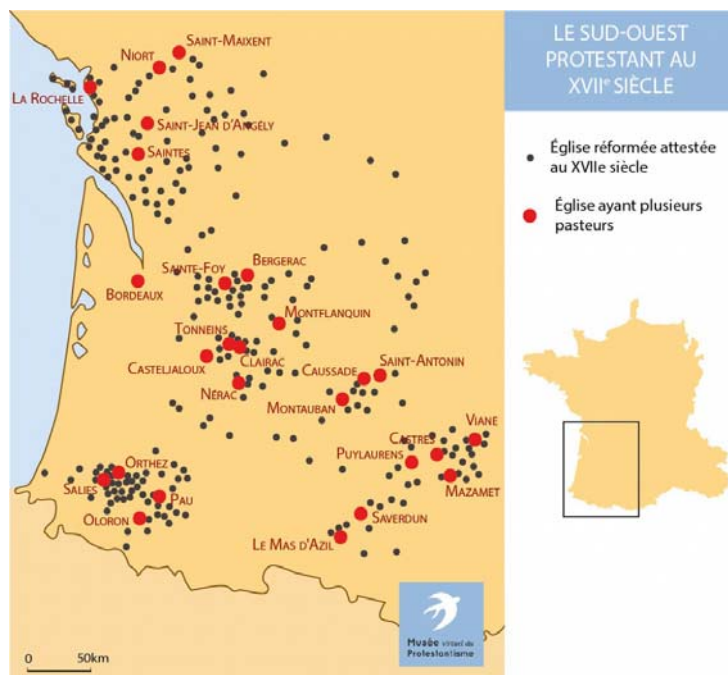 LE SUD-OUEST
PROTESTANT AU
XVIIᵉ SIÈCLE
Église réformée attestée
au XVIIe siècle
Église ayant plusieurs
pasteurs
SAINT-MAIXENT
NIORT
LA ROCHELLE
SAINT-JEAN D'ANGÉLY
SAINTES
BERGERAC
SAINTE-FOY
BORDEAUX
MONTFLANQUIN
TONNEINS
CLAIRAC
CASTELJALOUX
CAUSSADE
SAINT-ANTONIN
NÉRAC
MONTAUBAN
VIANE
CASTRES
PUYLAURENS
MAZAMET
ORTHEZ
SALIES
PAU
OLORON
SAVERDUN
LE MAS D'AZIL
Musée virtuel du
Protestantisme
0 50km